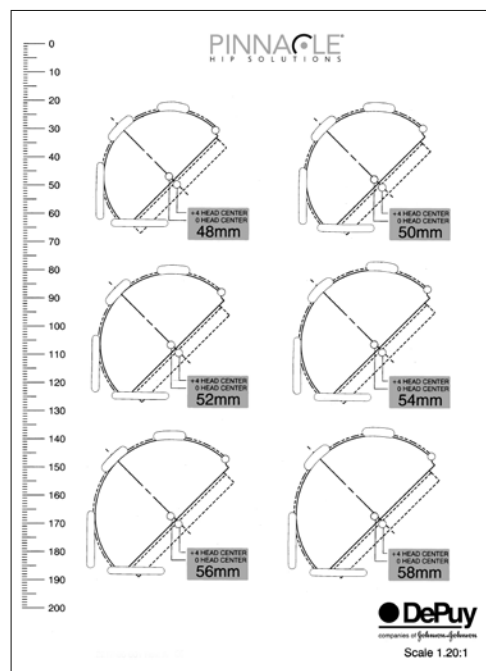 PINNACLE
HIP SOLUTIONS
0
10
20
30
40
50
60
70
80
90
100
110
120
130
140
150
160
170
180
190
200
+4 HEAD CENTER
0 HEAD CENTER
48mm
+4 HEAD CENTER
0 HEAD CENTER
50mm
+4 HEAD CENTER
0 HEAD CENTER
52mm
+4 HEAD CENTER
0 HEAD CENTER
54mm
+4 HEAD CENTER
0 HEAD CENTER
56mm
+4 HEAD CENTER
0 HEAD CENTER
58mm
DePuy
companies of Johnson-Johnson
Scale 1.20:1